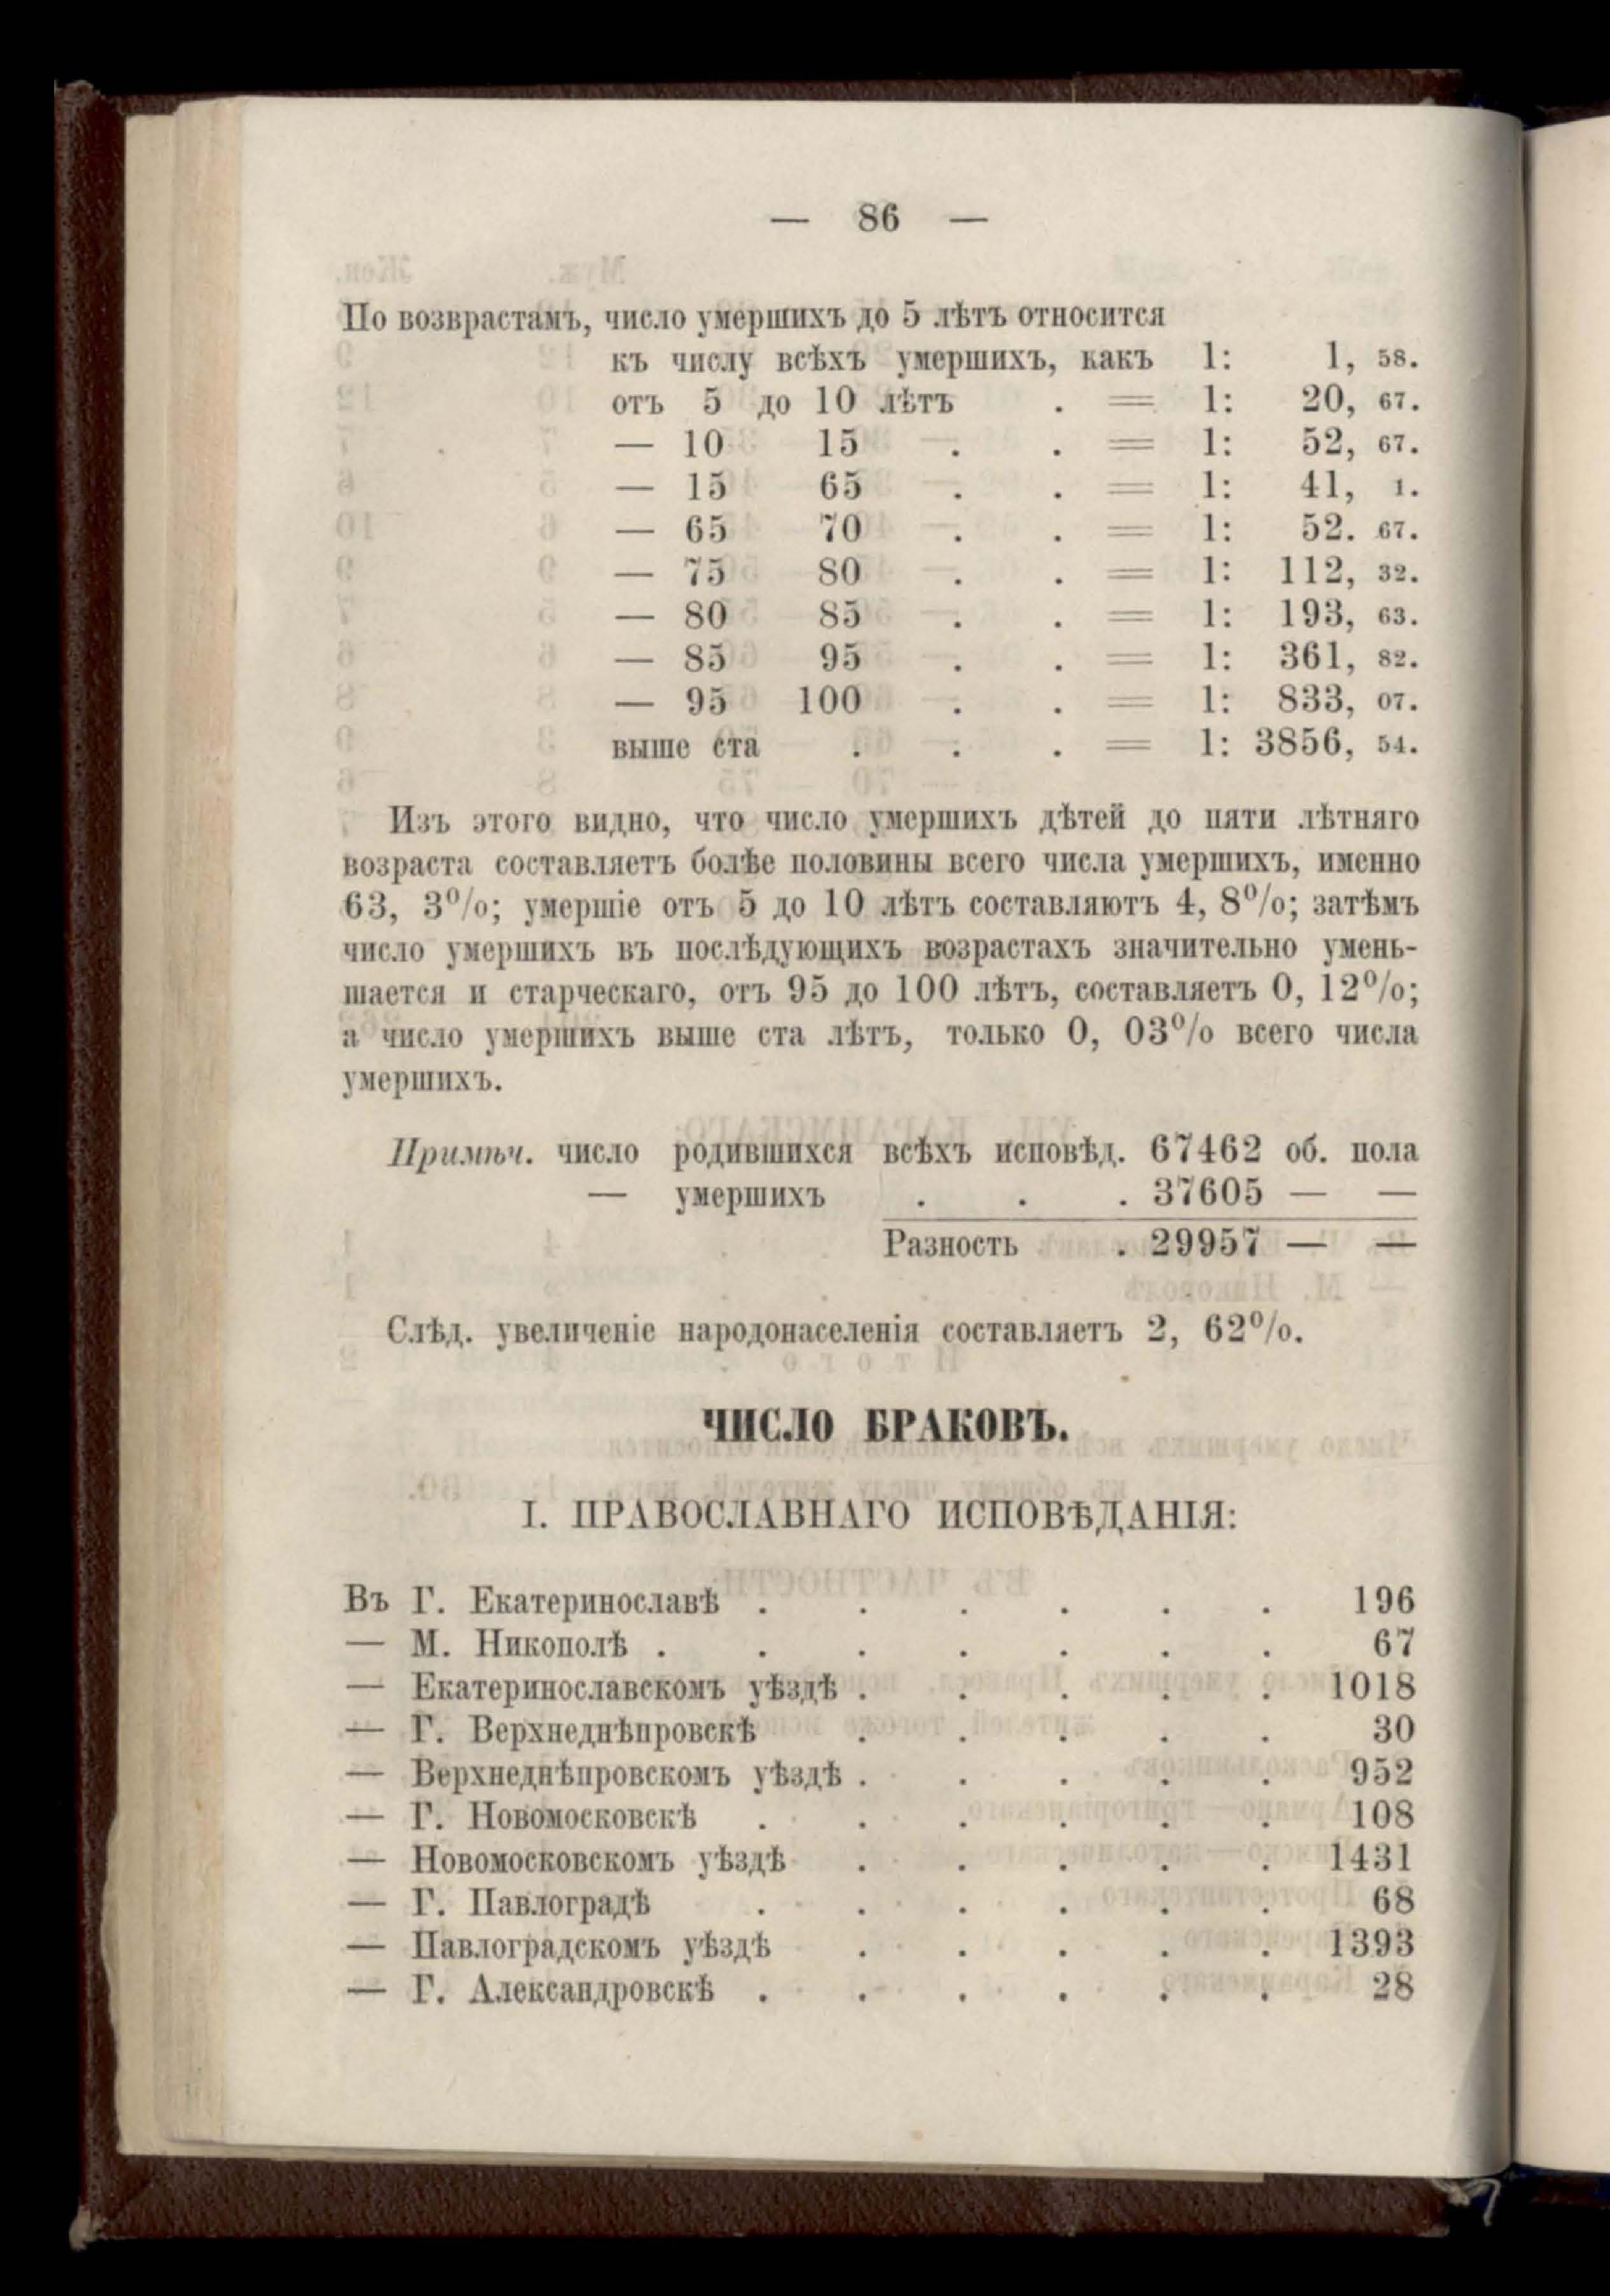 — 86 —
По возврастамъ, число умершихъ до 5 лѣтъ относится
къ числу всѣхъ умершихъ, какъ 1: 1, 58.
отъ 5 до 10 лѣтъ . = 1: 20, 67.
— 10 15 . . = 1: 52, 67.
— 15 65 . . = 1: 41, 1.
— 65 70 . . = 1: 52. 67.
— 75 80 . . = 1: 112, 32.
— 80 85 . . = 1: 193, 63.
— 85 95 . . = 1: 361, 82.
— 95 100 . . = 1: 833, 07.
выше ста . . . = 1: 3856, 54.
Изъ этого видно, что число умершихъ дѣтей до пяти лѣтняго
возраста составляетъ болѣе половины всего числа умершихъ, именно
63, 3%; умершіе отъ 5 до 10 лѣтъ составляютъ 4, 8%; затѣмъ
число умершихъ въ послѣдующихъ возрастахъ значительно умень-
шается и старческаго, отъ 95 до 100 лѣтъ, составляетъ 0, 12%;
а число умершихъ выше ста лѣтъ, только 0, 03% всего числа
умершихъ.
Примѣч. число родившихся всѣхъ исповѣд. 67462 об. пола
— умершихъ . . . 37605 — —
Разность . 29957 — —
Слѣд. увеличеніе народонаселенія составляетъ 2, 62%.
ЧИСЛО БРАКОВЪ.
I. ПРАВОСЛАВНАГО ИСПОВѢДАНІЯ:
Въ Г. Екатеринославѣ . . . . . . 196
— М. Никополѣ . . . . . . . 67
— Екатеринославскомъ уѣздѣ . . . . . 1018
— Г. Верхнеднѣпровскѣ . . . . . 30
— Верхнеднѣпровскомъ уѣздѣ . . . . . 952
— Г. Новомосковскѣ . . . . . . 108
— Новомосковскомъ уѣздѣ . . . . . 1431
— Г. Павлоградѣ . . . . . . 68
— Павлоградскомъ уѣздѣ . . . . . 1393
— Г. Александровскѣ . . . . . . 28